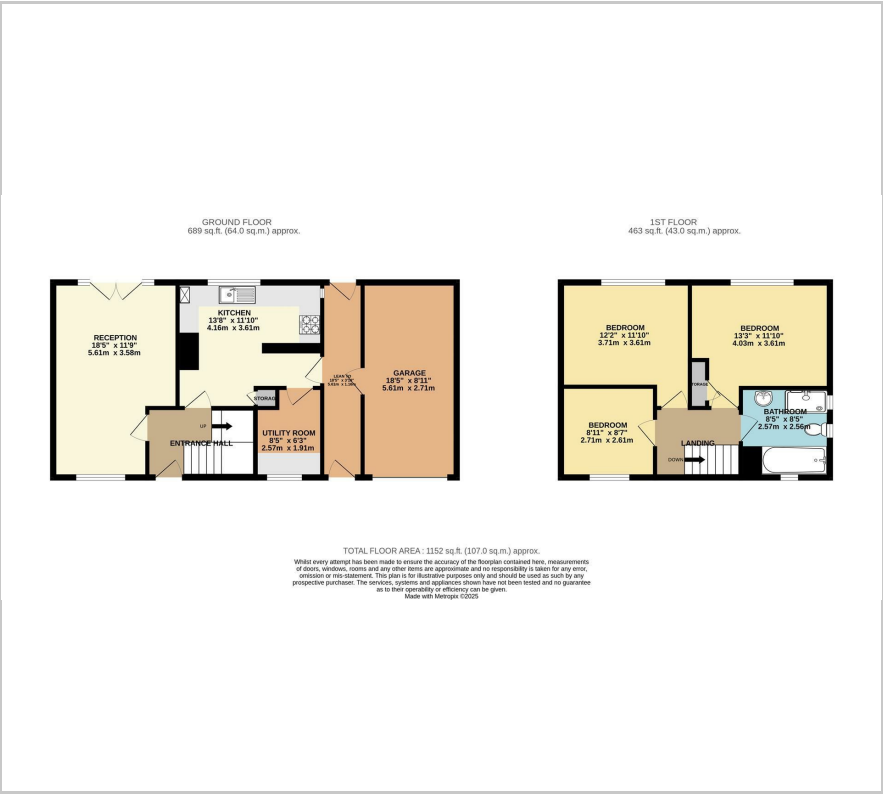 GROUND FLOOR
689 sq.ft. (64.0 sq.m.) approx.
RECEPTION
18'5" x 11'9"
5.61m x 3.58m
KITCHEN
13'8" x 11'10"
4.16m x 3.61m
LEAN TO
GARAGE
18'5" x 8'11"
5.61m x 2.71m
STORAGE
UTILITY ROOM
8'5" x 6'3"
2.57m x 1.91m
UP
ENTRANCE HALL
1ST FLOOR
463 sq.ft. (43.0 sq.m.) approx.
BEDROOM
12'2" x 11'10"
3.71m x 3.61m
BEDROOM
13'3" x 11'10"
4.03m x 3.61m
STORAGE
BEDROOM
8'11" x 8'7"
2.71m x 2.61m
BATHROOM
8'5" x 8'5"
2.57m x 2.56m
LANDING
DOWN
TOTAL FLOOR AREA : 1152 sq.ft. (107.0 sq.m.) approx.
Whilst every attempt has been made to ensure the accuracy of the floorplan contained here, measurements
of doors, windows, rooms and any other items are approximate and no responsibility is taken for any error,
omission or mis-statement. This plan is for illustrative purposes only and should be used as such by any
prospective purchaser. The services, systems and appliances shown have not been tested and no guarantee
as to their operability or efficiency can be given.
Made with Metropix ©2025